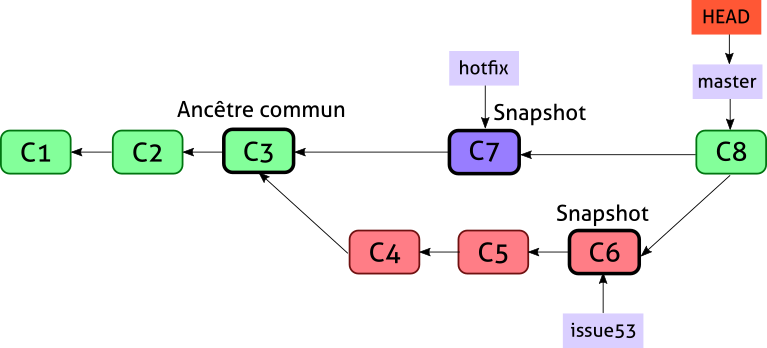 HEAD
hotfix
master
Ancêtre commun
Snapshot
C1
C2
C3
C7
C8
Snapshot
C4
C5
C6
issue53